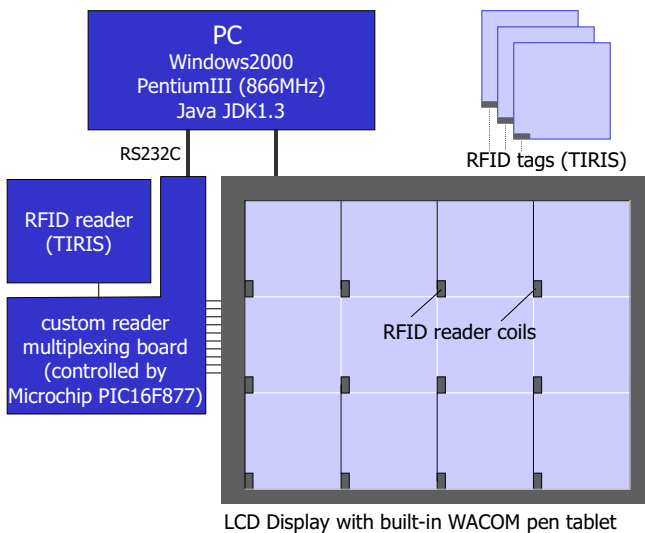 PC
Windows2000
PentiumIII (866MHz)
Java JDK1.3
RS232C
RFID tags (TIRIS)
RFID reader
(TIRIS)
custom reader
multiplexing board
(controlled by
Microchip PIC16F877)
RFID reader coils
LCD Display with built-in WACOM pen tablet